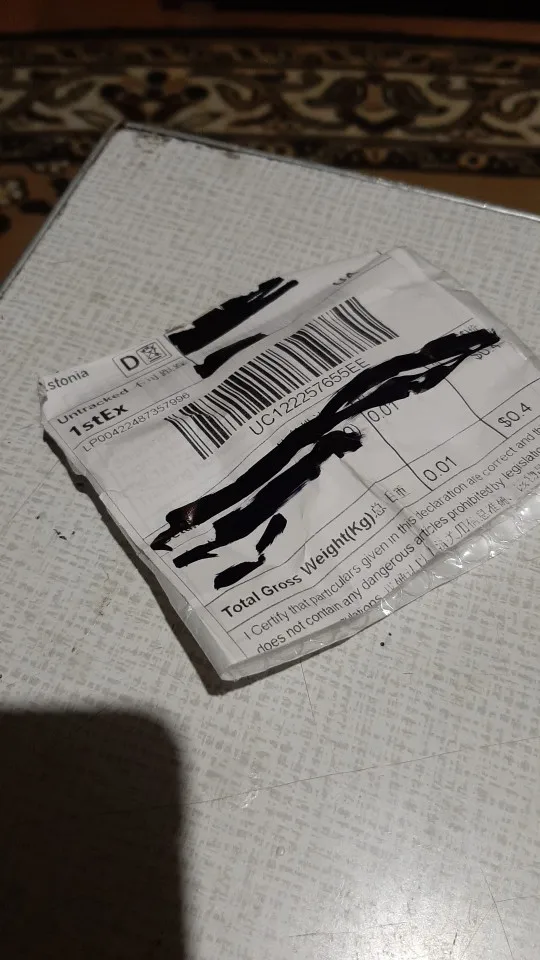 stonia
D
Untracked
1stEx
LP00422487357996
UC122257655EE
0.01
$0.4
Total Gross Weight(Kg) 0.01
I Certify that particulars given in this declaration are correct and th
does not contain any dangerous articles prohibited by legislatio